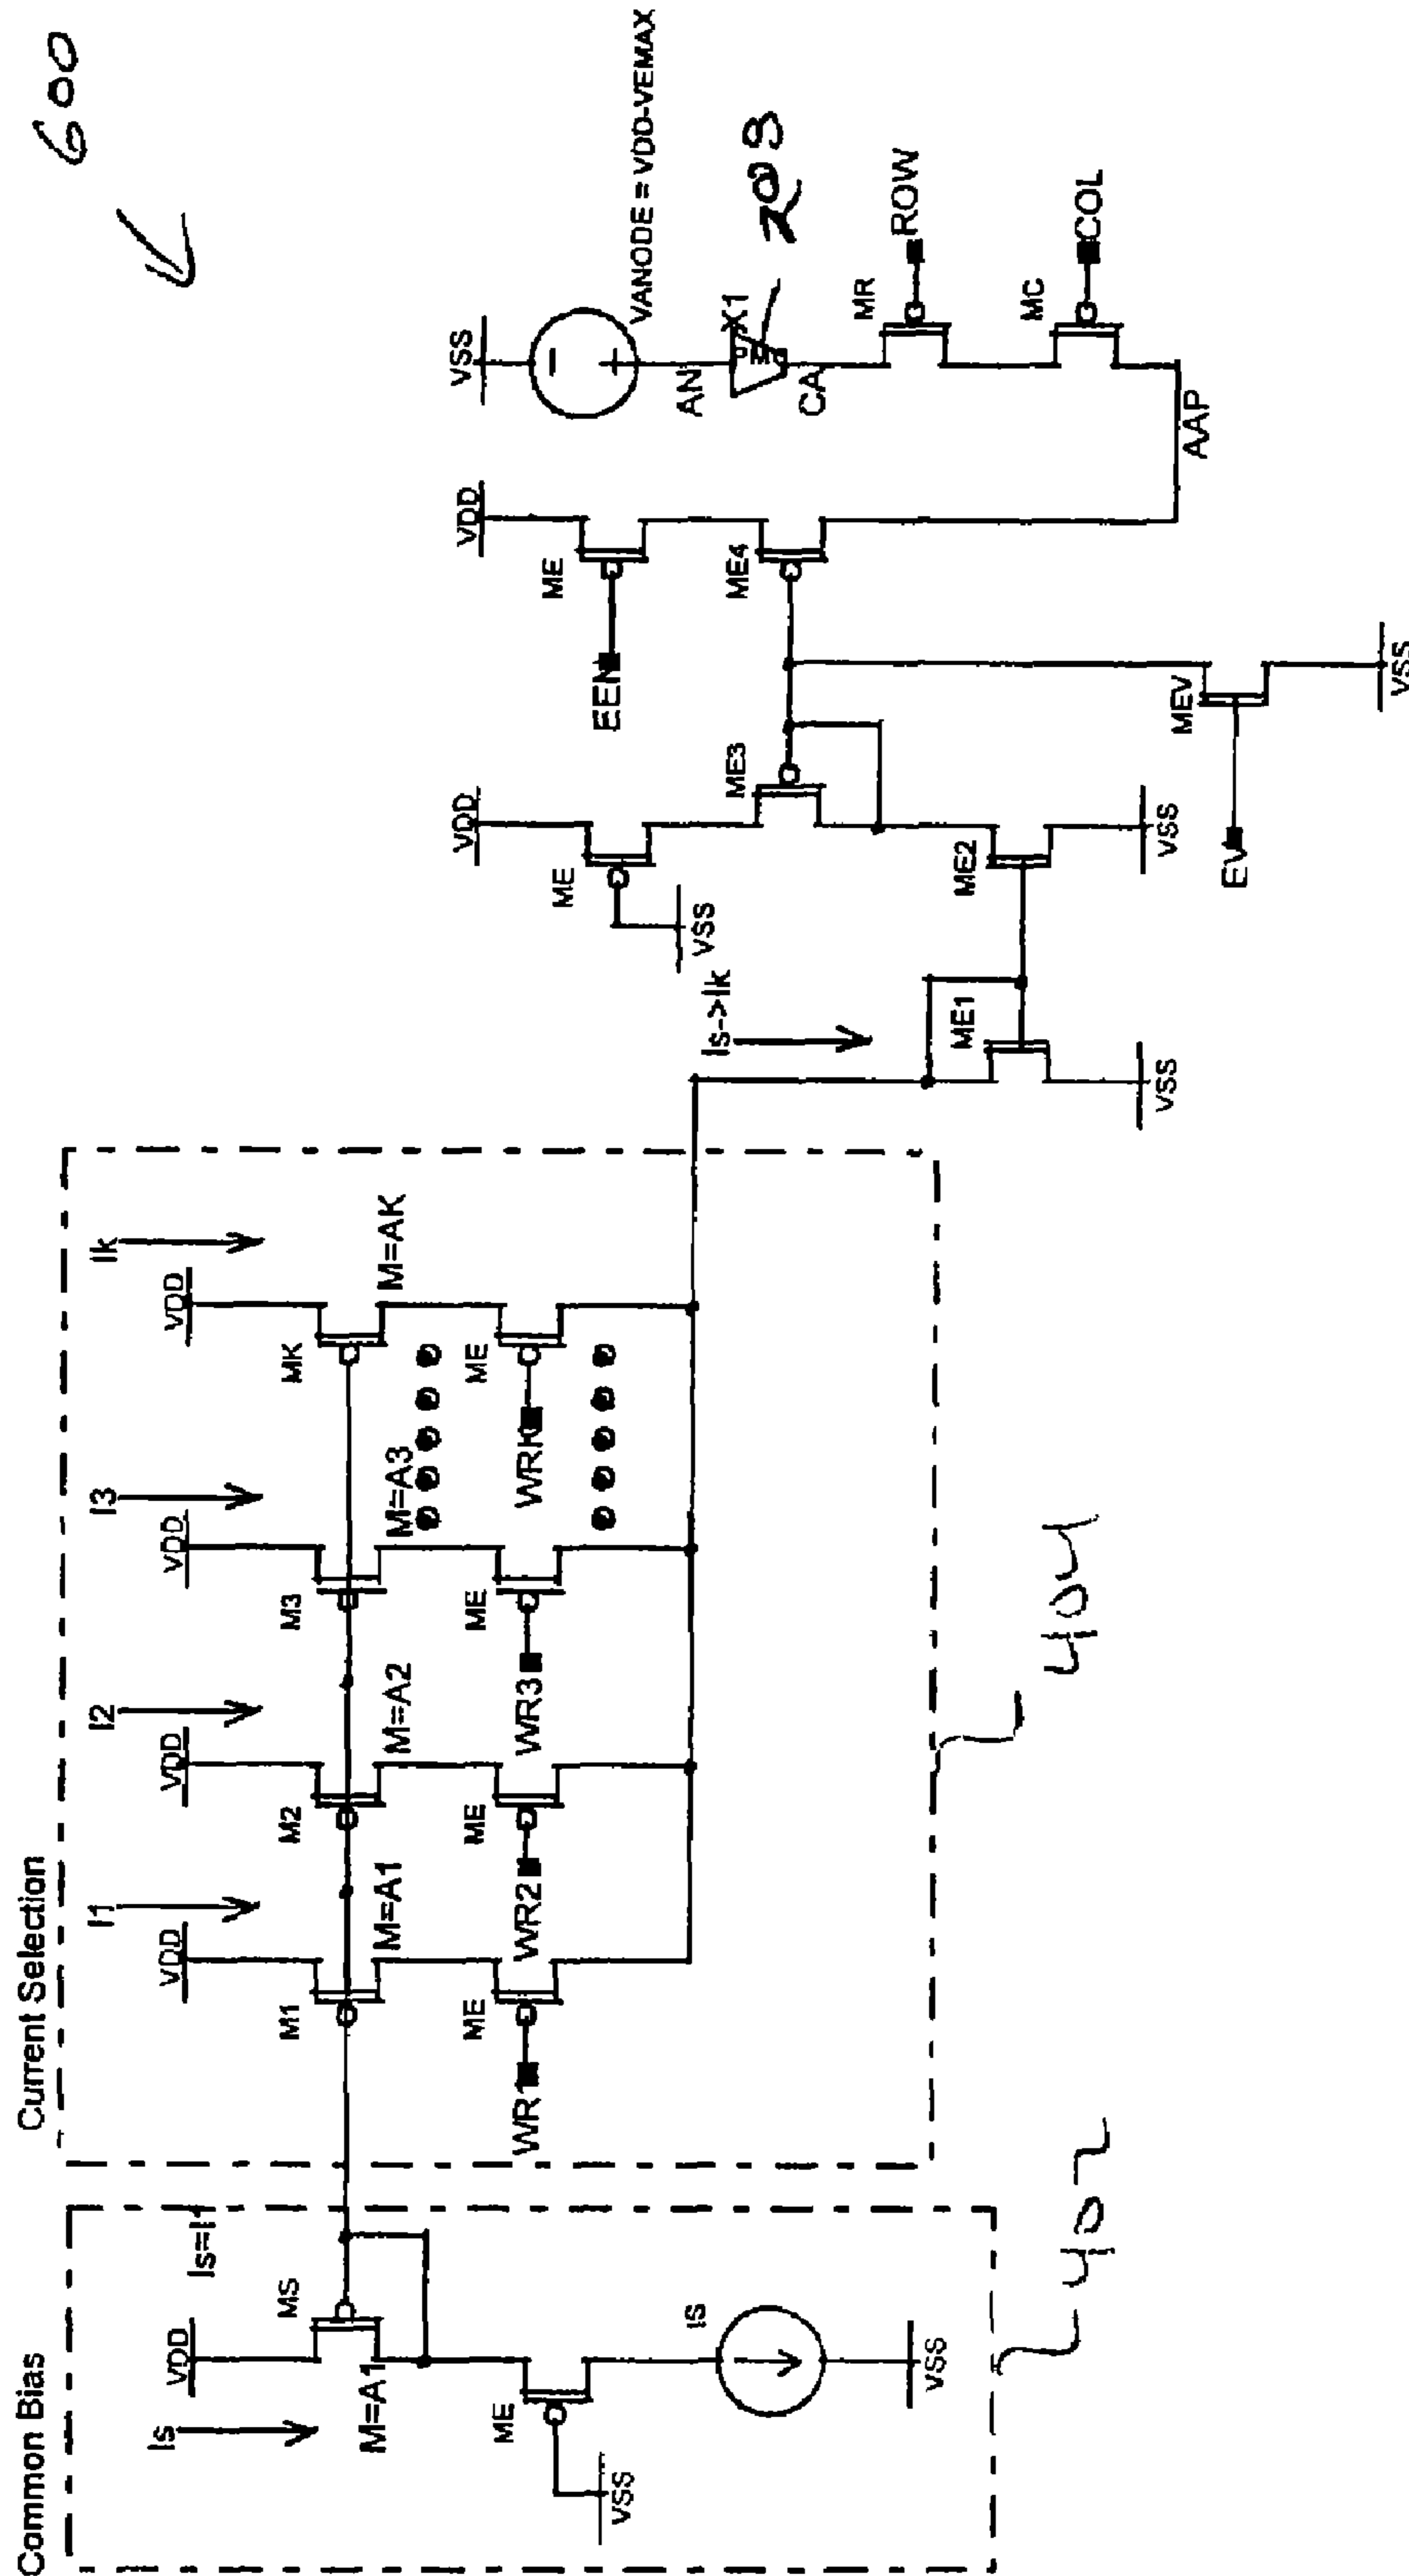 600
Common Bias
Current Selection
Is
Is=I1
I1
I2
I3
Ik
VDD
VDD
VDD
VDD
VDD
MS
M1
M2
M3
MK
M=A1
M=A1
M=A2
M=A3
M=AK
ME
ME
ME
ME
ME
VSS
WR1
WR2
WR3
WRK
IS
VSS
402
404
Is->Ik
ME1
VSS
ME2
VSS
VDD
ME
VSS
ME3
VDD
ME
EEN
ME4
MEV
EV
VSS
VSS
VANODE = VDD-VEMAX
AN
X1
CA
MR
ROW
MC
COL
AAP